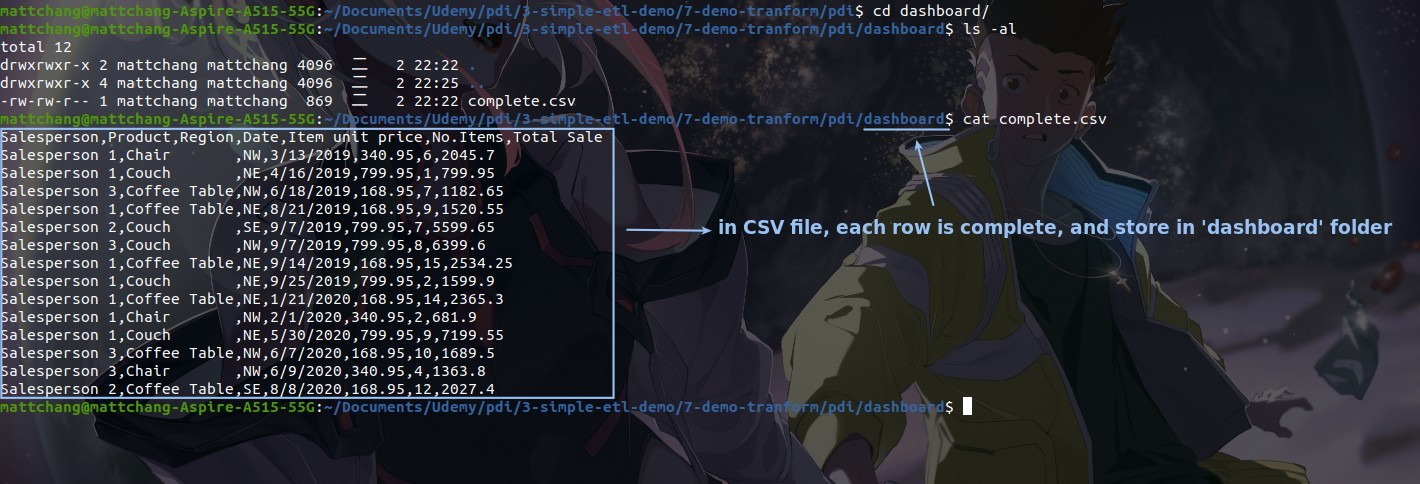 mattchang@mattchang-Aspire-A515-55G:~/Documents/Udemy/pdi/3-simple-etl-demo/7-demo-tranform/pdi$ cd dashboard/
mattchang@mattchang-Aspire-A515-55G:~/Documents/Udemy/pdi/3-simple-etl-demo/7-demo-tranform/pdi/dashboard$ ls -al
total 12
drwxrwxr-x 2 mattchang mattchang 4096 二 2 22:22 .
drwxrwxr-x 4 mattchang mattchang 4096 二 2 22:25 ..
-rw-rw-r-- 1 mattchang mattchang  869 二 2 22:22 complete.csv
mattchang@mattchang-Aspire-A515-55G:~/Documents/Udemy/pdi/3-simple-etl-demo/7-demo-tranform/pdi/dashboard$ cat complete.csv
Salesperson,Product,Region,Date,Item unit price,No.Items,Total Sale
Salesperson 1,Chair       ,NW,3/13/2019,340.95,6,2045.7
Salesperson 1,Couch       ,NE,4/16/2019,799.95,1,799.95
Salesperson 3,Coffee Table,NW,6/18/2019,168.95,7,1182.65
Salesperson 1,Coffee Table,NE,8/21/2019,168.95,9,1520.55
Salesperson 2,Couch       ,SE,9/7/2019,799.95,7,5599.65
Salesperson 3,Couch       ,NW,9/7/2019,799.95,8,6399.6
Salesperson 1,Coffee Table,NE,9/14/2019,168.95,15,2534.25
Salesperson 1,Couch       ,NE,9/25/2019,799.95,2,1599.9
Salesperson 1,Coffee Table,NE,1/21/2020,168.95,14,2365.3
Salesperson 1,Chair       ,NW,2/1/2020,340.95,2,681.9
Salesperson 1,Couch       ,NE,5/30/2020,799.95,9,7199.55
Salesperson 3,Coffee Table,NW,6/7/2020,168.95,10,1689.5
Salesperson 3,Chair       ,NW,6/9/2020,340.95,4,1363.8
Salesperson 2,Coffee Table,SE,8/8/2020,168.95,12,2027.4
in CSV file, each row is complete, and store in 'dashboard' folder
mattchang@mattchang-Aspire-A515-55G:~/Documents/Udemy/pdi/3-simple-etl-demo/7-demo-tranform/pdi/dashboard$